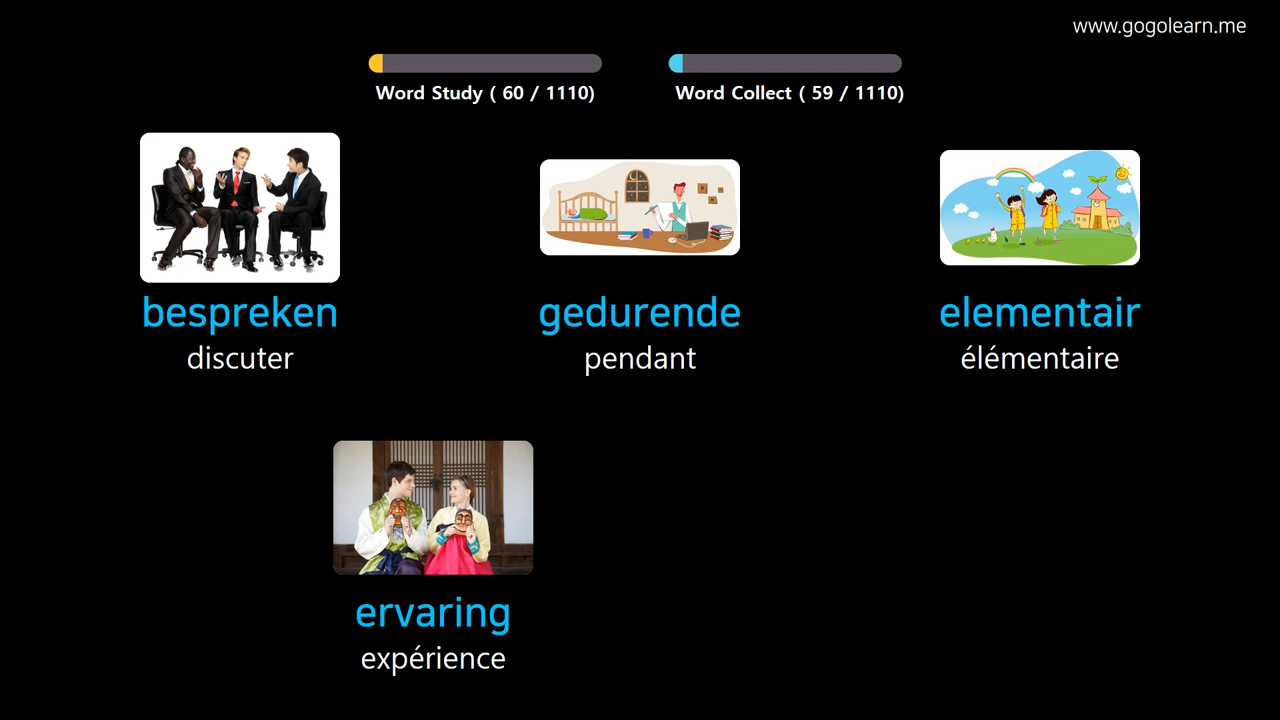 www.gogolearn.me
Word Study ( 60 / 1110)
Word Collect ( 59 / 1110)
bespreken
discuter
gedurende
pendant
elementair
élémentaire
ervaring
expérience